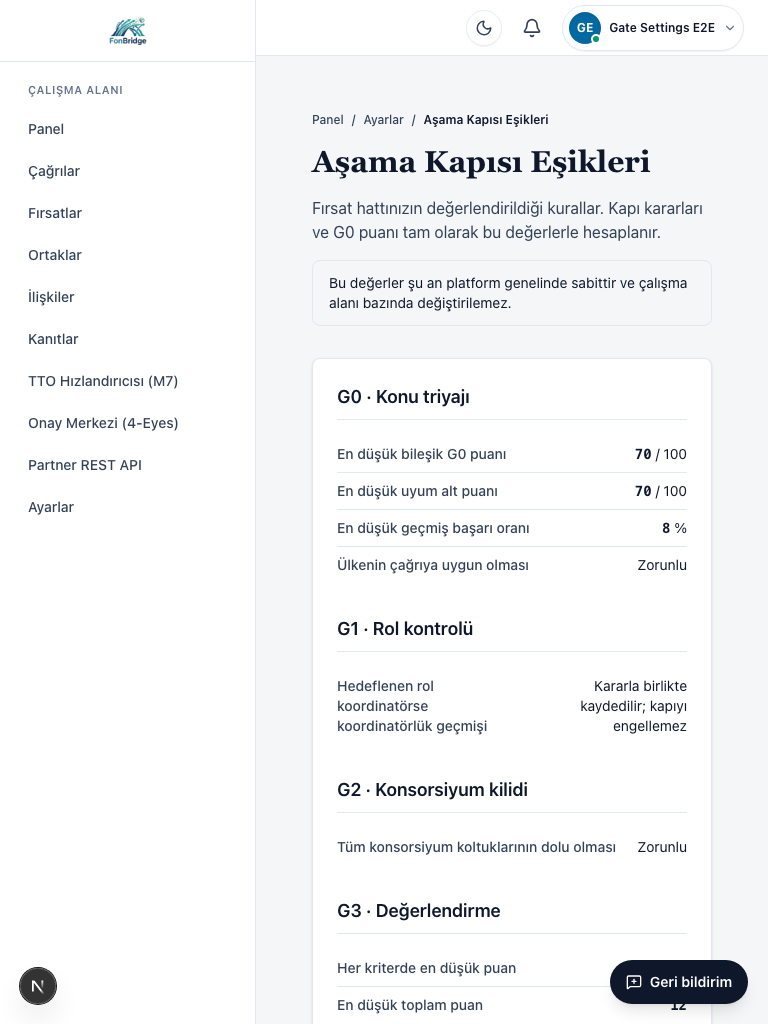 FonBridge
GE
Gate Settings E2E
ÇALIŞMA ALANI
Panel
Çağrılar
Fırsatlar
Ortaklar
İlişkiler
Kanıtlar
TTO Hızlandırıcısı (M7)
Onay Merkezi (4-Eyes)
Partner REST API
Ayarlar
Panel / Ayarlar / Aşama Kapısı Eşikleri
Aşama Kapısı Eşikleri
Fırsat hattınızın değerlendirildiği kurallar. Kapı kararları
ve G0 puanı tam olarak bu değerlerle hesaplanır.
Bu değerler şu an platform genelinde sabittir ve çalışma
alanı bazında değiştirilemez.
G0 · Konu triyajı
En düşük bileşik G0 puanı 70 / 100
En düşük uyum alt puanı 70 / 100
En düşük geçmiş başarı oranı 8 %
Ülkenin çağrıya uygun olması Zorunlu
G1 · Rol kontrolü
Hedeflenen rol
koordinatörse
koordinatörlük geçmişi
Kararla birlikte
kaydedilir; kapıyı
engellemez
G2 · Konsorsiyum kilidi
Tüm konsorsiyum koltuklarının dolu olması Zorunlu
G3 · Değerlendirme
Her kriterde en düşük puan
En düşük toplam puan 12
N
Geri bildirim